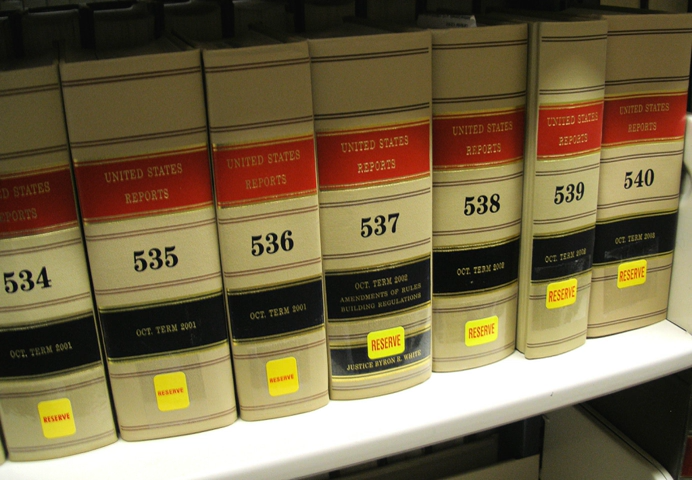 D STATES
REPORTS
534
OCT. TERM 2001
RESERVE
UNITED STATES
REPORTS
535
OCT. TERM 2001
RESERVE
UNITED STATES
REPORTS
536
OCT. TERM 2001
RESERVE
UNITED STATES
REPORTS
537
OCT. TERM 2002
AMENDMENTS OF RULES
BUILDING REGULATIONS
RESERVE
JUSTICE BYRON R. WHITE
UNITED STATES
REPORTS
538
OCT. TERM 2002
RESERVE
UNITED STATES
REPORTS
539
OCT. TERM 2002
RESERVE
UNITED STATES
REPORTS
540
OCT. TERM 2003
RESERVE